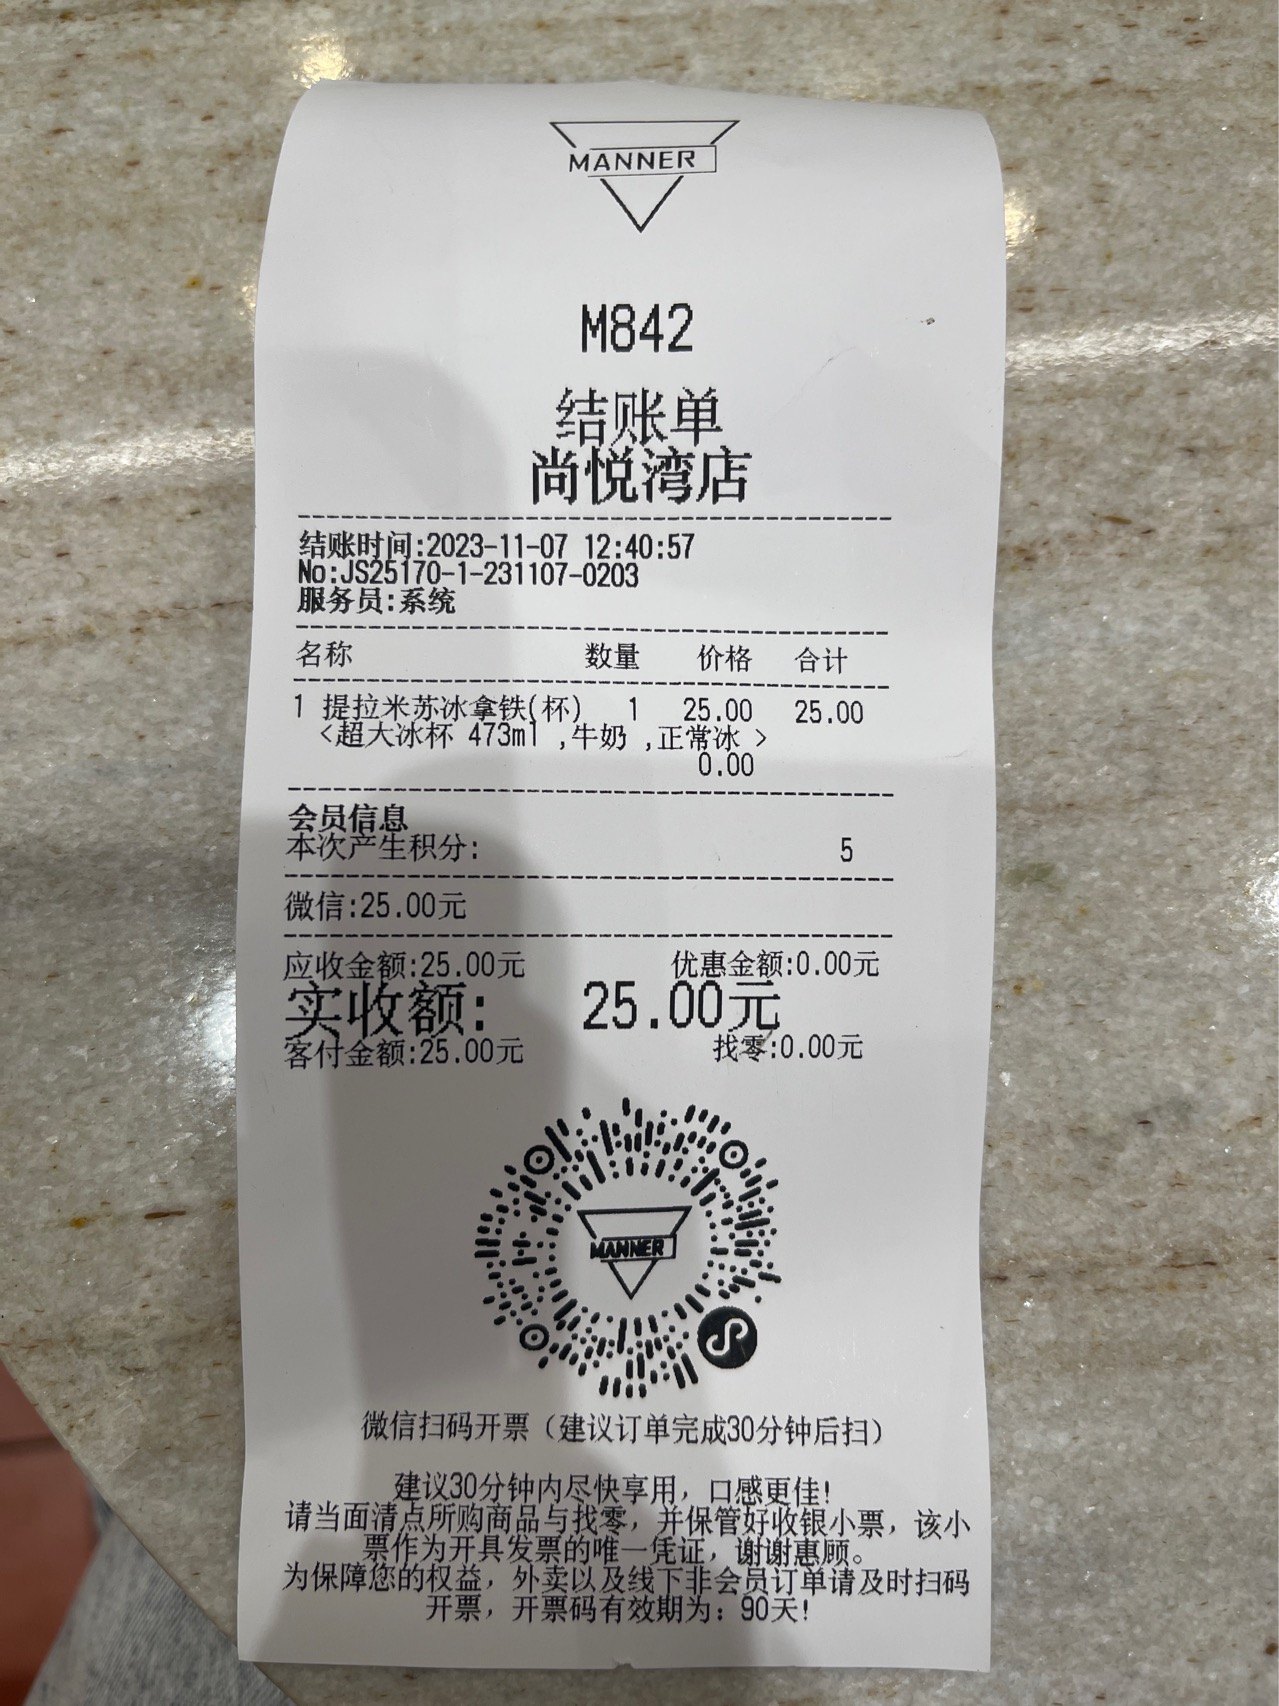 MANNER
M842
结账单
尚悦湾店
结账时间:2023-11-07 12:40:57
No:JS25170-1-231107-0203
服务员:系统
名称 数量 价格 合计
1 提拉米苏冰拿铁(杯) 1 25.00 25.00
<超大冰杯 473ml ,牛奶 ,正常冰 >
0.00
会员信息
本次产生积分: 5
微信:25.00元
应收金额:25.00元 优惠金额:0.00元
实收额: 25.00元
客付金额:25.00元 找零:0.00元
MANNER
微信扫码开票（建议订单完成30分钟后扫）
建议30分钟内尽快享用，口感更佳!
请当面清点所购商品与找零，并保管好收银小票，该小
票作为开具发票的唯一凭证，谢谢惠顾。
为保障您的权益，外卖以及线下非会员订单请及时扫码
开票，开票码有效期为：90天!